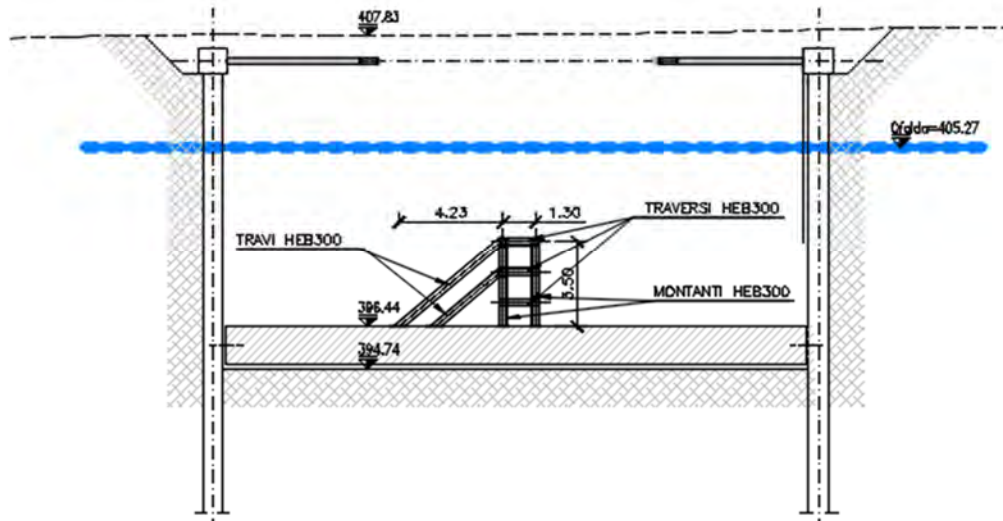 407.83
Qfalda=405.27
4.23
1.30
TRAVERSI HEB300
TRAVI HEB300
3.50
MONTANTI HEB300
396.44
394.74